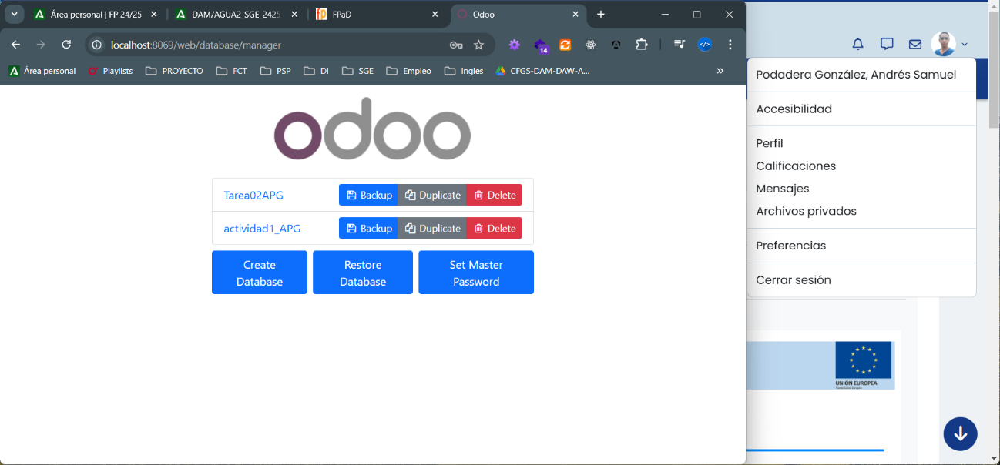 Área personal | FP 24/25
DAM/AGUA2_SGE_2425
FPaD
Odoo
localhost:8069/web/database/manager
14
Área personal
Playlists
PROYECTO
FCT
PSP
DI
SGE
Empleo
Ingles
CFGS-DAM-DAW-A...
odoo
Tarea02APG
Backup
Duplicate
Delete
actividad1_APG
Backup
Duplicate
Delete
Create
Database
Restore
Database
Set Master
Password
Podadera González, Andrés Samuel
Accesibilidad
Perfil
Calificaciones
Mensajes
Archivos privados
Preferencias
Cerrar sesión
UNIÓN EUROPEA